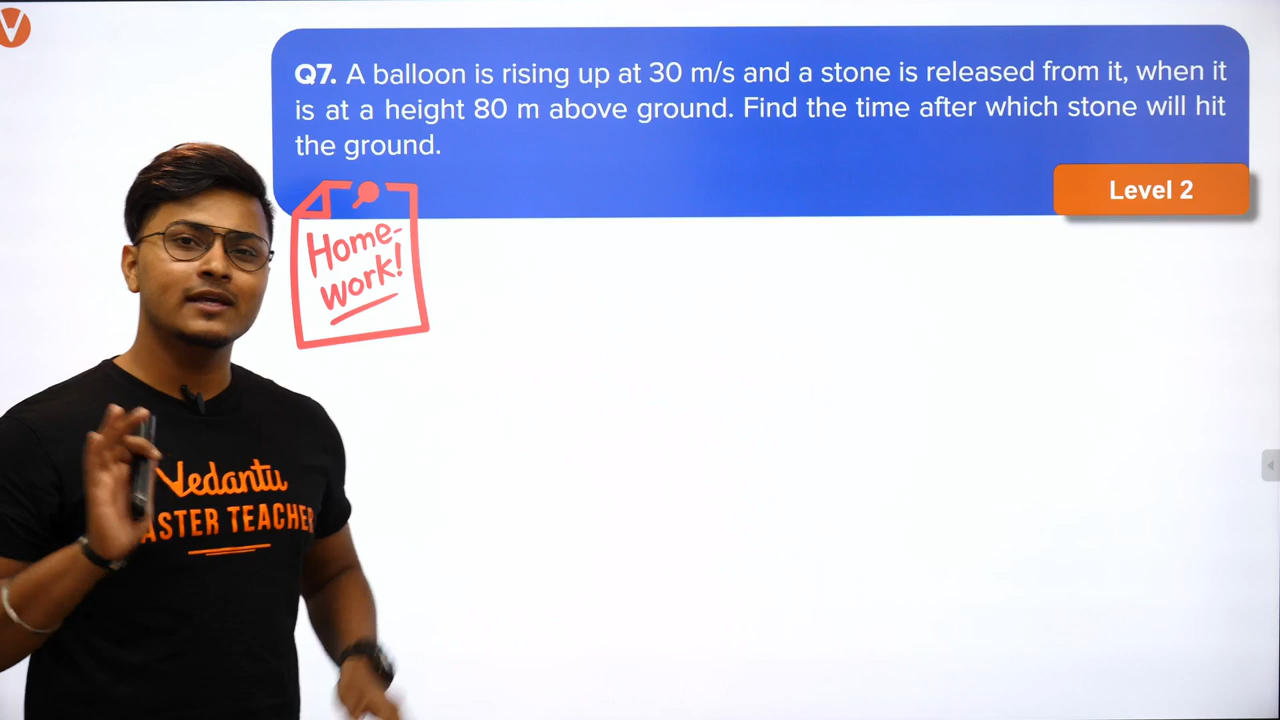 Q7. A balloon is rising up at 30 m/s and a stone is released from it, when it
is at a height 80 m above ground. Find the time after which stone will hit
the ground.
Level 2
Home-
work!
Vedantu
ASTER TEACHER